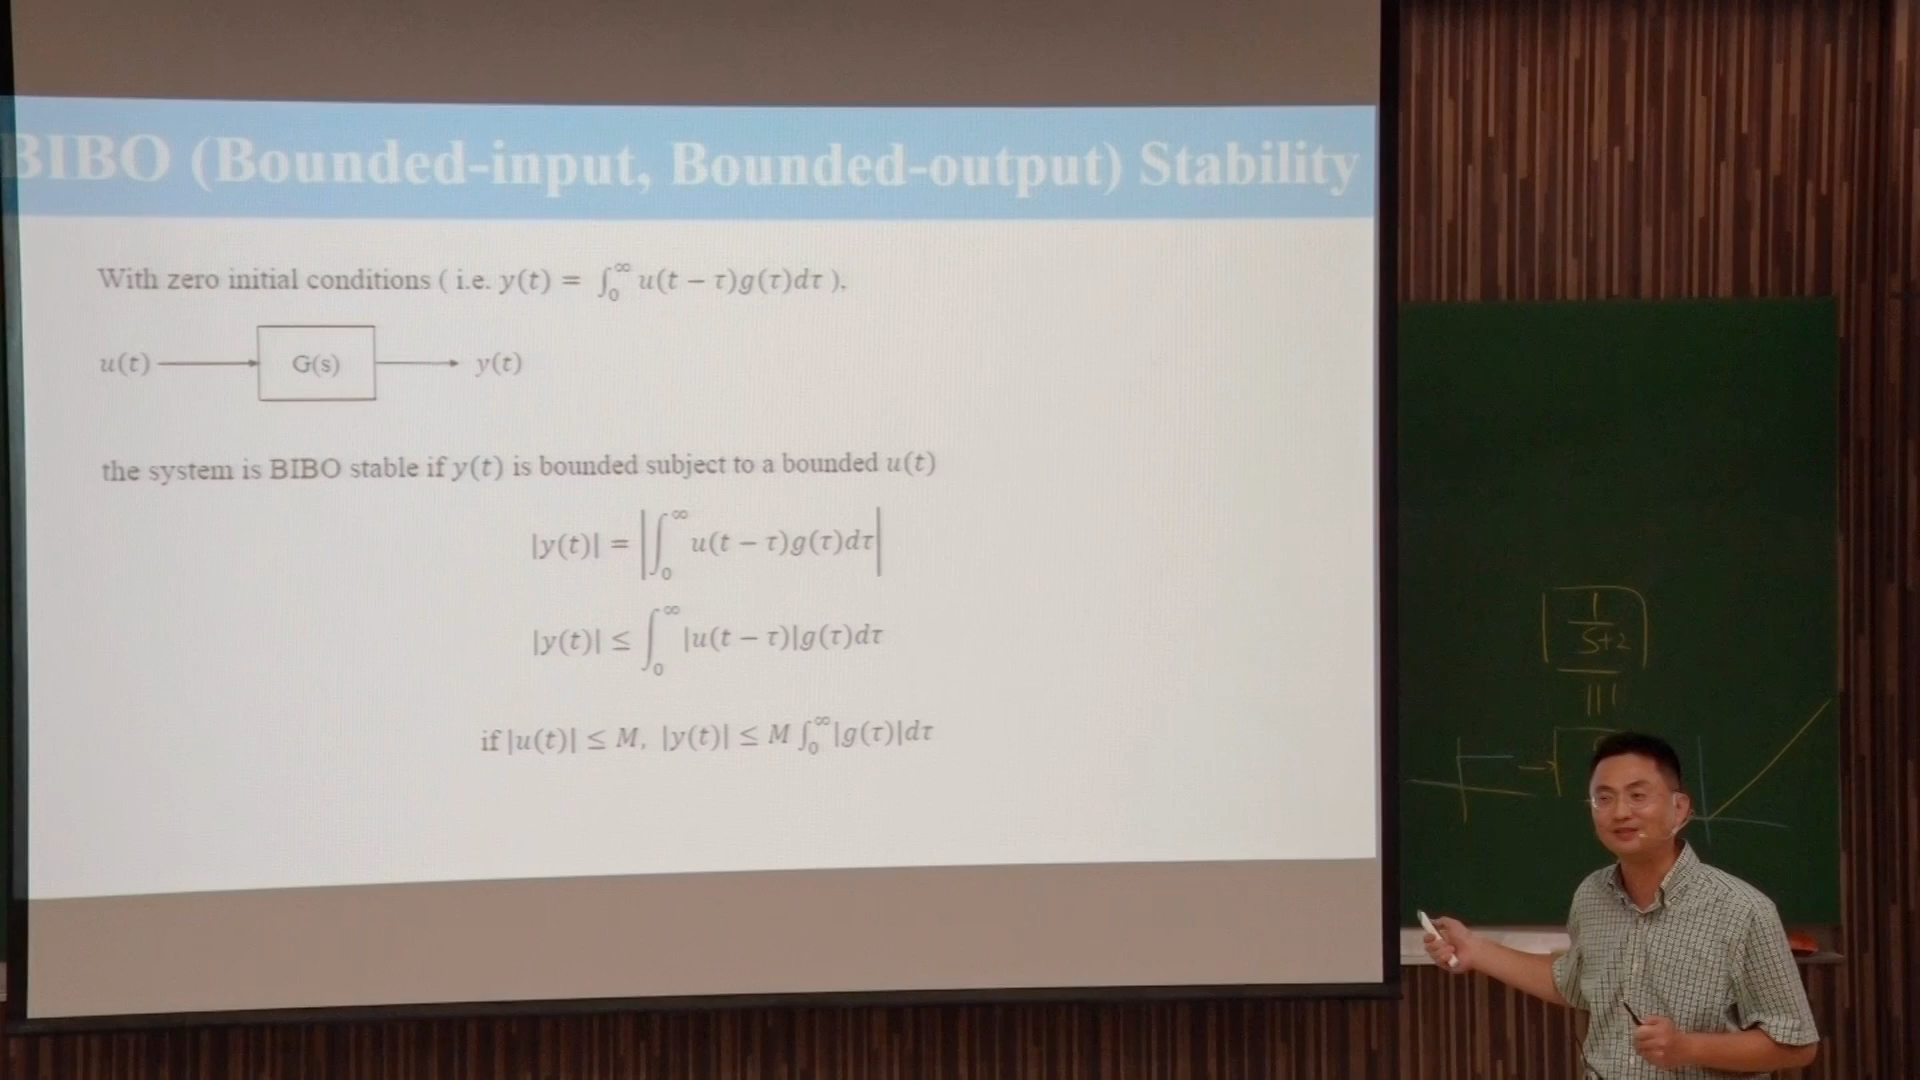 BIBO (Bounded-input, Bounded-output) Stability
With zero initial conditions ( i.e. y(t) = ∫₀^∞ u(t − τ)g(τ)dτ ),
u(t) G(s) y(t)
the system is BIBO stable if y(t) is bounded subject to a bounded u(t)
|y(t)| = |∫₀^∞ u(t − τ)g(τ)dτ|
|y(t)| ≤ ∫₀^∞ |u(t − τ)|g(τ)dτ
if |u(t)| ≤ M, |y(t)| ≤ M ∫₀^∞ |g(τ)|dτ
1
S+2